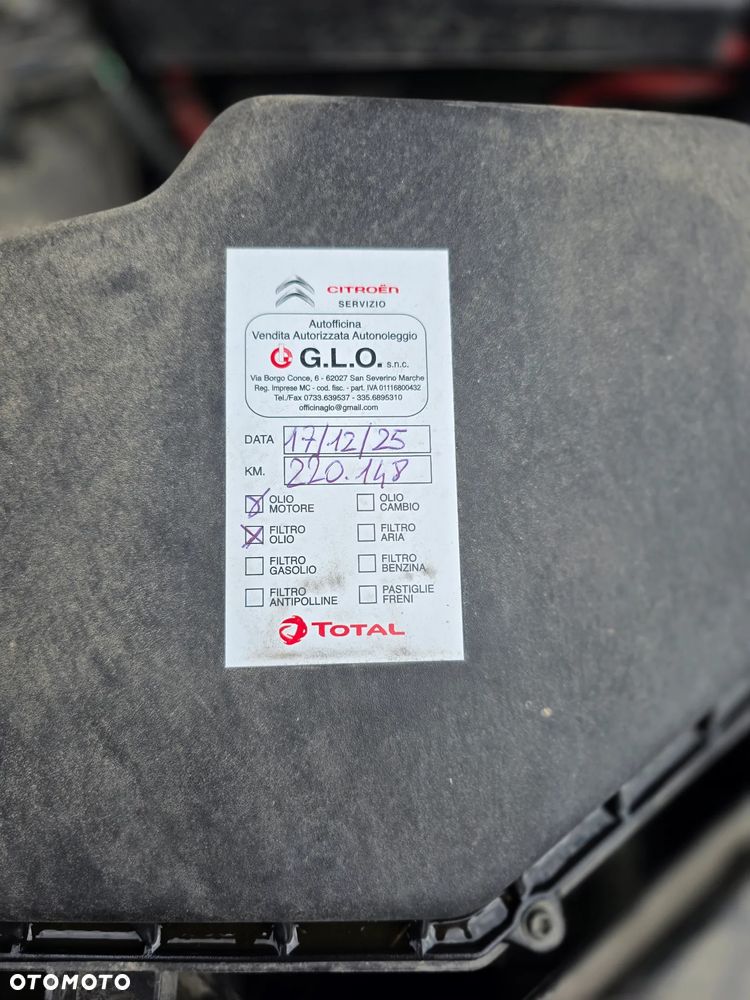 CITROËN
SERVIZIO
Autofficina
Vendita Autorizzata Autonoleggio
G.L.O. s.n.c.
Via Borgo Conce, 6 - 62027 San Severino Marche
Reg. Imprese MC - cod. fisc. - part. IVA 01116800432
Tel./Fax 0733.639537 - 335.6895310
officinaglo@gmail.com
DATA 17/12/25
KM. 220.148
OLIO MOTORE
OLIO CAMBIO
FILTRO OLIO
FILTRO ARIA
FILTRO GASOLIO
FILTRO BENZINA
FILTRO ANTIPOLLINE
PASTIGLIE FRENI
TOTAL
OTOMOTO